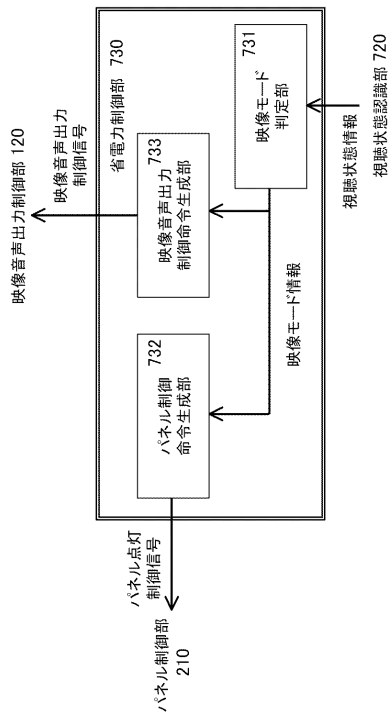 映像音声出力制御部 120
映像音声出力
制御信号
省電力制御部 730
パネル制御部
210
パネル点灯
制御信号
732
パネル制御
命令生成部
733
映像音声出力
制御命令生成部
731
映像モード
判定部
映像モード情報
視聴状態情報
視聴状態認識部 720